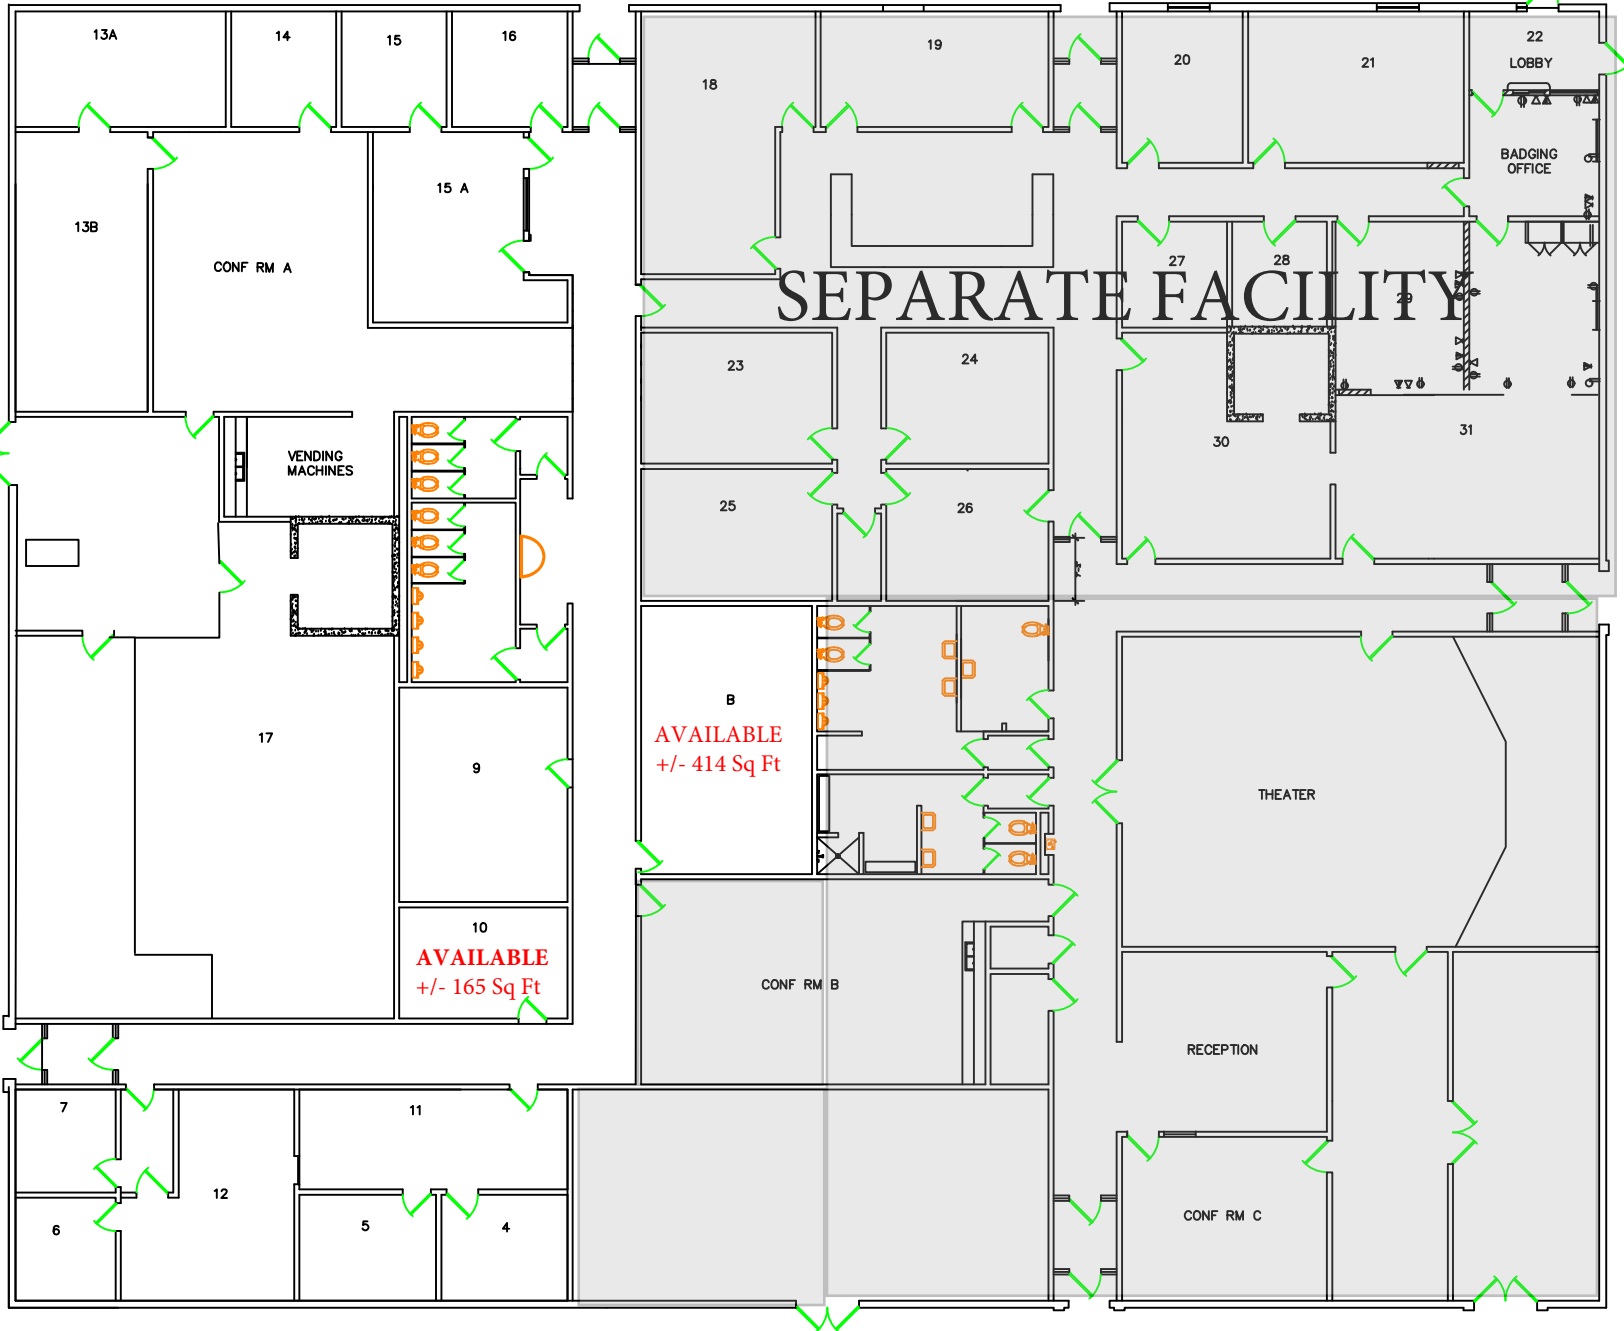 13A
14
15
16
18
19
20
21
22
LOBBY
BADGING
OFFICE
15 A
13B
CONF RM A
27
28
SEPARATE FACILITY
29
23
24
30
31
VENDING
MACHINES
25
26
B
AVAILABLE
+/- 414 Sq Ft
17
9
THEATER
10
AVAILABLE
+/- 165 Sq Ft
CONF RM B
RECEPTION
7
11
12
6
5
4
CONF RM C